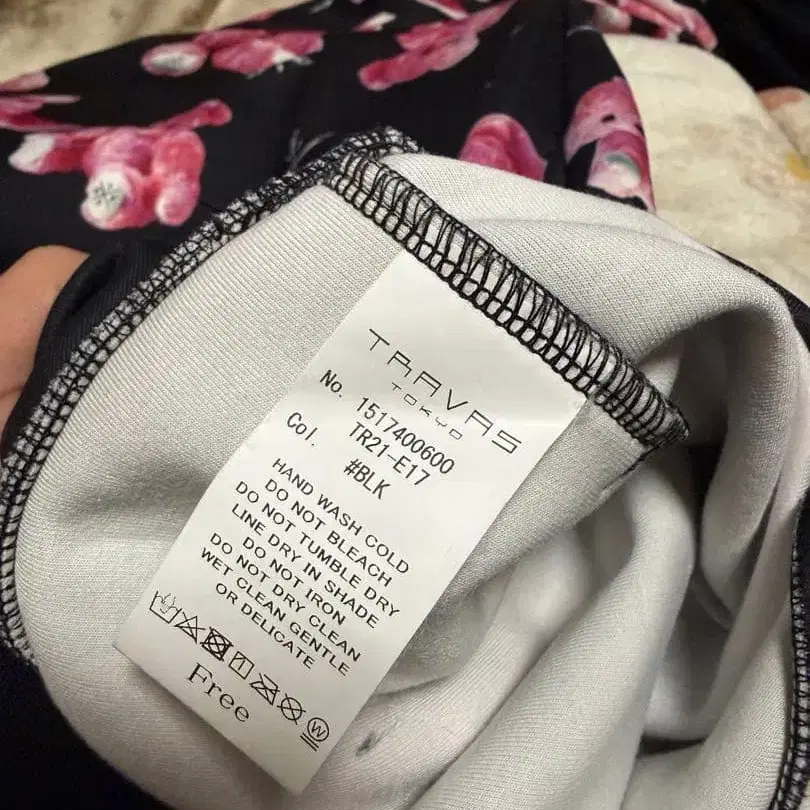 TRAVAS
TOKYO
No. 1517400600
TR21-E17
Col. #BLK
HAND WASH COLD
DO NOT BLEACH
DO NOT TUMBLE DRY
LINE DRY IN SHADE
DO NOT IRON
DO NOT DRY CLEAN
WET CLEAN GENTLE
OR DELICATE
W
Free